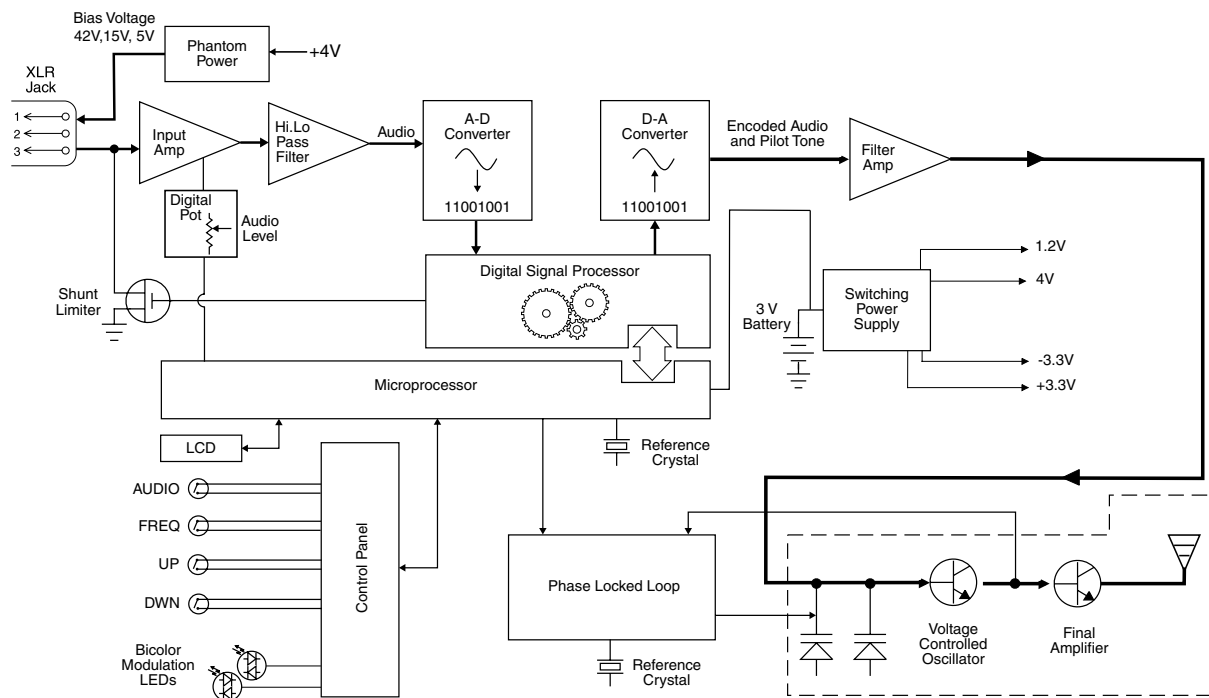 Bias Voltage
42V,15V, 5V
Phantom
Power
+4V
XLR
Jack
1
2
3
Input
Amp
Hi.Lo
Pass
Filter
Audio
A-D
Converter
11001001
D-A
Converter
11001001
Encoded Audio
and Pilot Tone
Filter
Amp
Digital
Pot
Audio
Level
Shunt
Limiter
Digital Signal Processor
3 V
Battery
Switching
Power
Supply
1.2V
4V
-3.3V
+3.3V
Microprocessor
LCD
Reference
Crystal
AUDIO
FREQ
UP
DWN
Control Panel
Bicolor
Modulation
LEDs
Phase Locked Loop
Reference
Crystal
Voltage
Controlled
Oscillator
Final
Amplifier